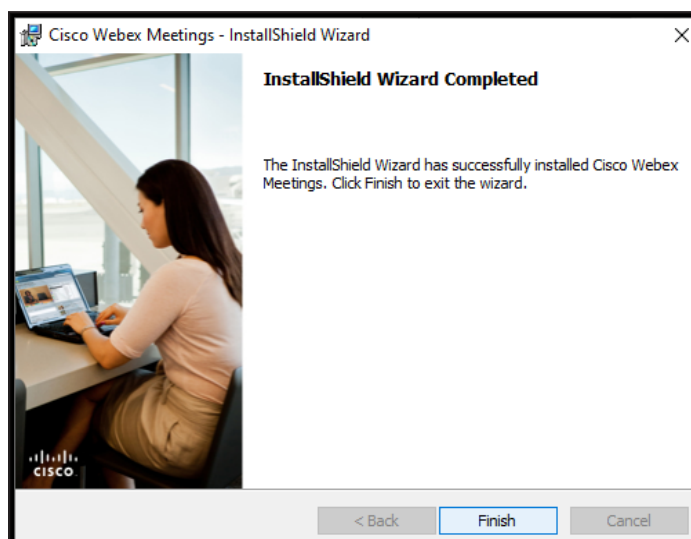 Cisco Webex Meetings - InstallShield Wizard
InstallShield Wizard Completed
The InstallShield Wizard has successfully installed Cisco Webex
Meetings. Click Finish to exit the wizard.
CISCO
< Back
Finish
Cancel